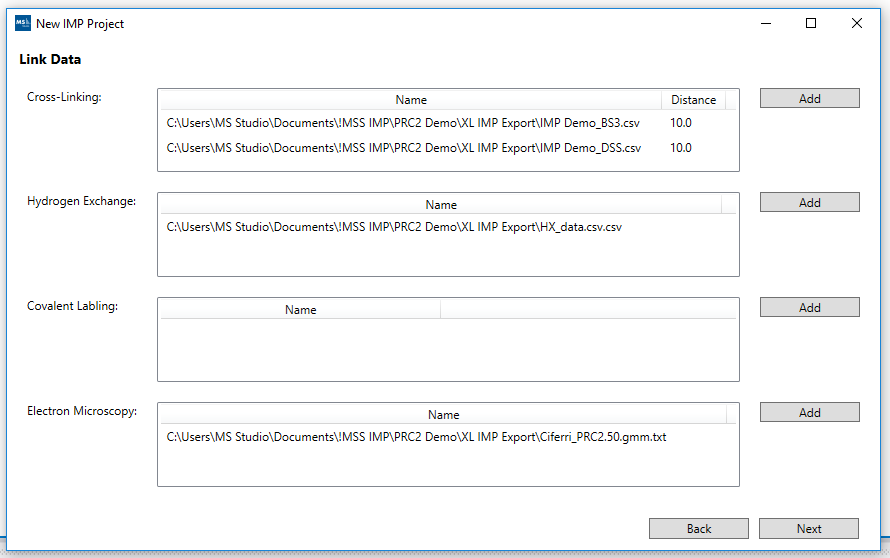 MS
New IMP Project
Link Data
Cross-Linking:
Name Distance
Add
C:\Users\MS Studio\Documents\!MSS IMP\PRC2 Demo\XL IMP Export\IMP Demo_BS3.csv 10.0
C:\Users\MS Studio\Documents\!MSS IMP\PRC2 Demo\XL IMP Export\IMP Demo_DSS.csv 10.0
Hydrogen Exchange:
Name
Add
C:\Users\MS Studio\Documents\!MSS IMP\PRC2 Demo\XL IMP Export\HX_data.csv.csv
Covalent Labling:
Name
Add
Electron Microscopy:
Name
Add
C:\Users\MS Studio\Documents\!MSS IMP\PRC2 Demo\XL IMP Export\Ciferri_PRC2.50.gmm.txt
Back Next